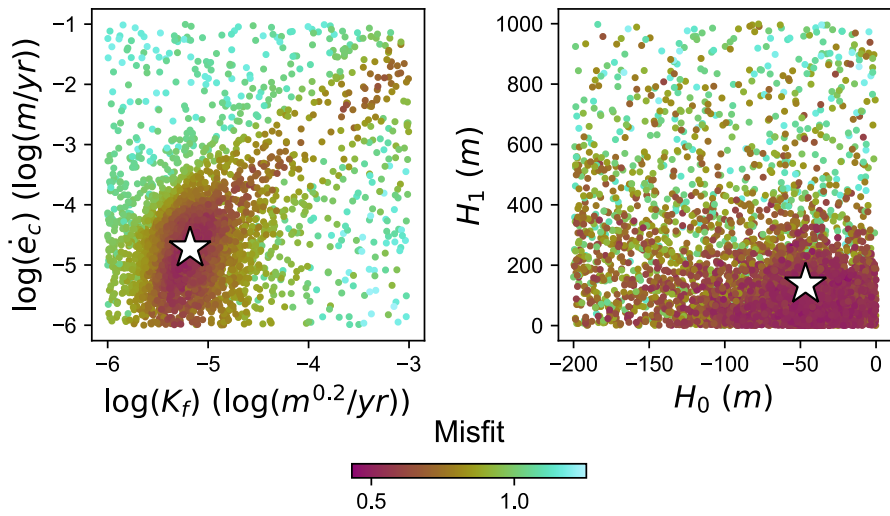 −1
−2
−3
−4
−5
−6
log(ė_c) (log(m/yr))
−6 −5 −4 −3
log(K_f) (log(m^0.2/yr))
1000
800
600
400
200
0
H_1 (m)
−200 −150 −100 −50 0
H_0 (m)
Misfit
0.5 1.0